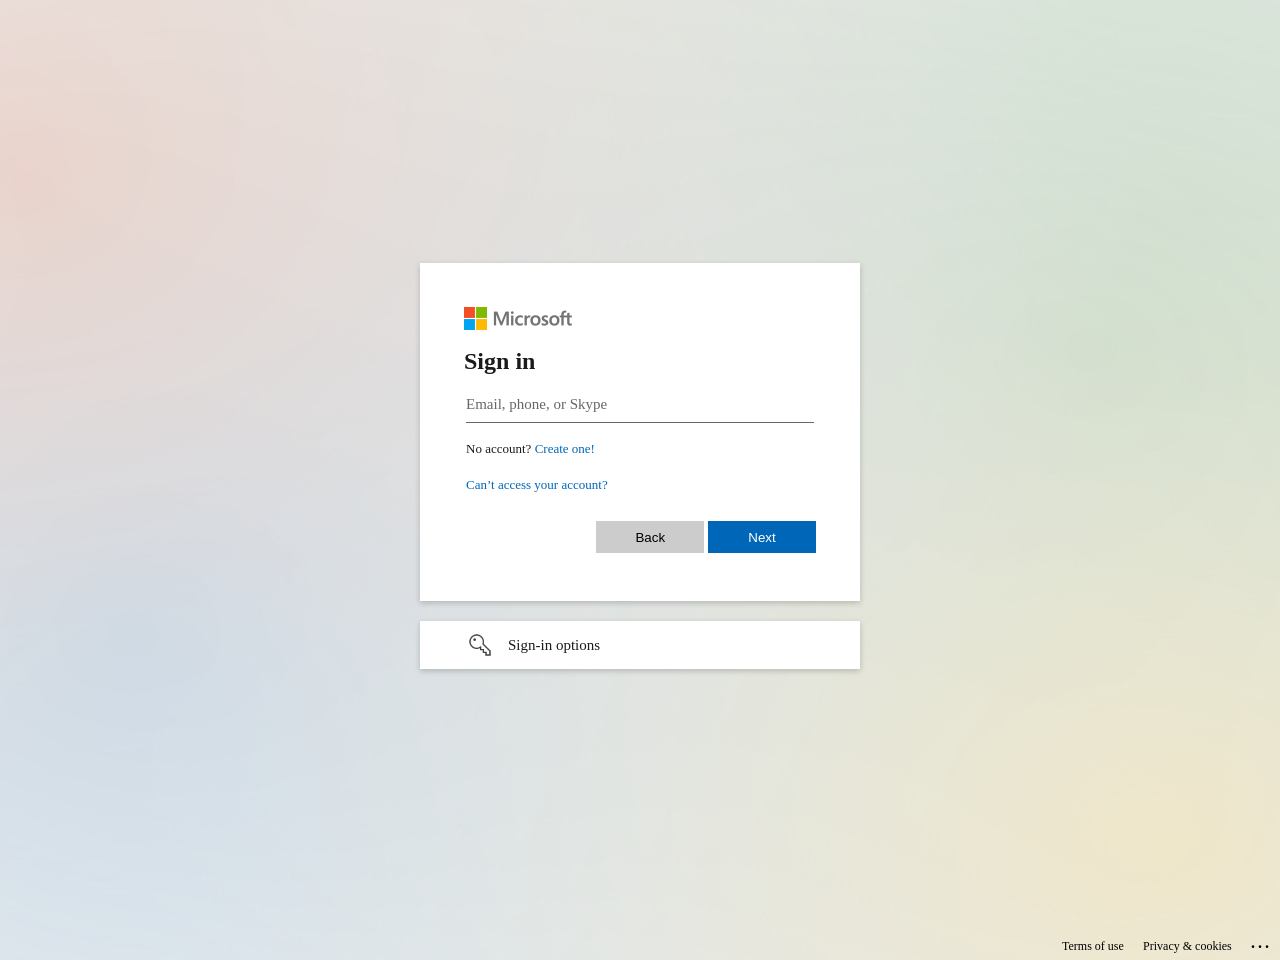 Microsoft
Sign in
Email, phone, or Skype
No account? Create one!
Can’t access your account?
Back Next
Sign-in options
Terms of use Privacy & cookies ...